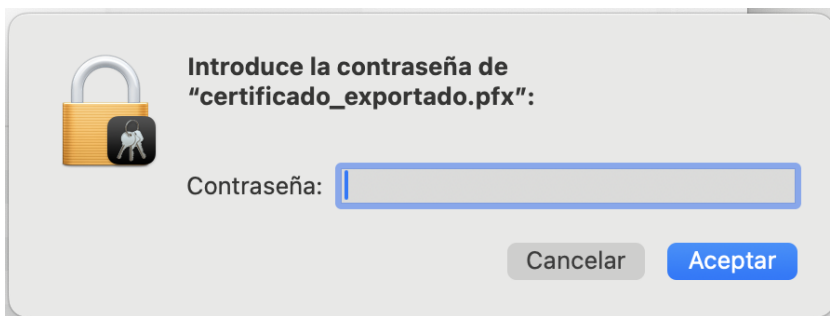 Introduce la contraseña de
“certificado_exportado.pfx”:
Contraseña:
Cancelar
Aceptar